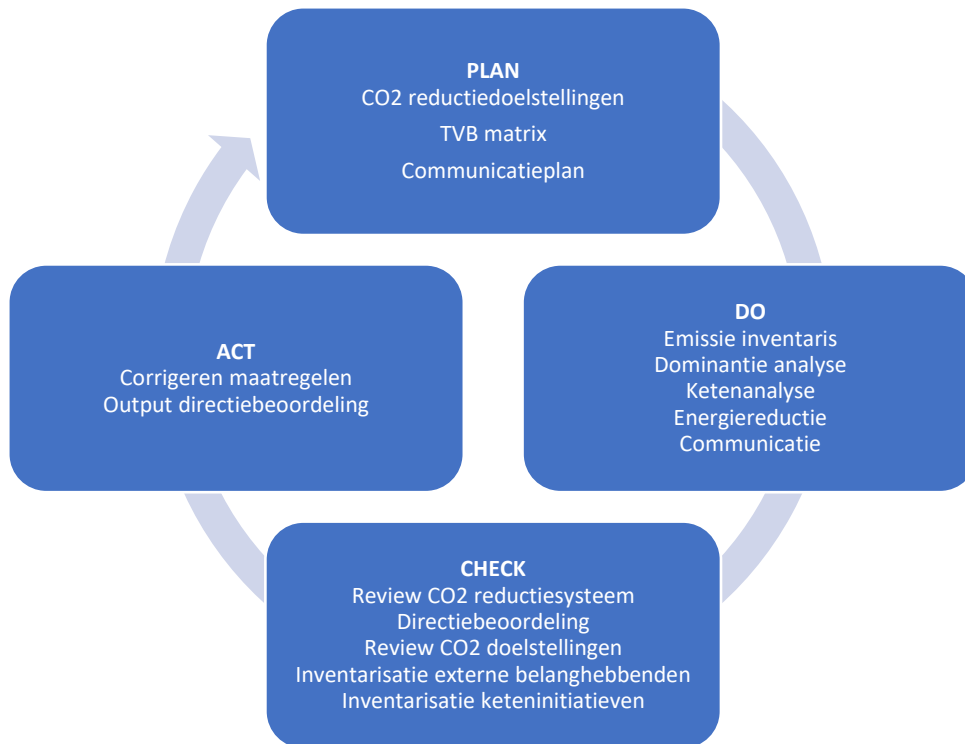 PLAN
CO2 reductiedoelstellingen
TVB matrix
Communicatieplan
DO
Emissie inventaris
Dominantie analyse
Ketenanalyse
Energiereductie
Communicatie
CHECK
Review CO2 reductiesysteem
Directiebeoordeling
Review CO2 doelstellingen
Inventarisatie externe belanghebbenden
Inventarisatie keteninitiatieven
ACT
Corrigeren maatregelen
Output directiebeoordeling